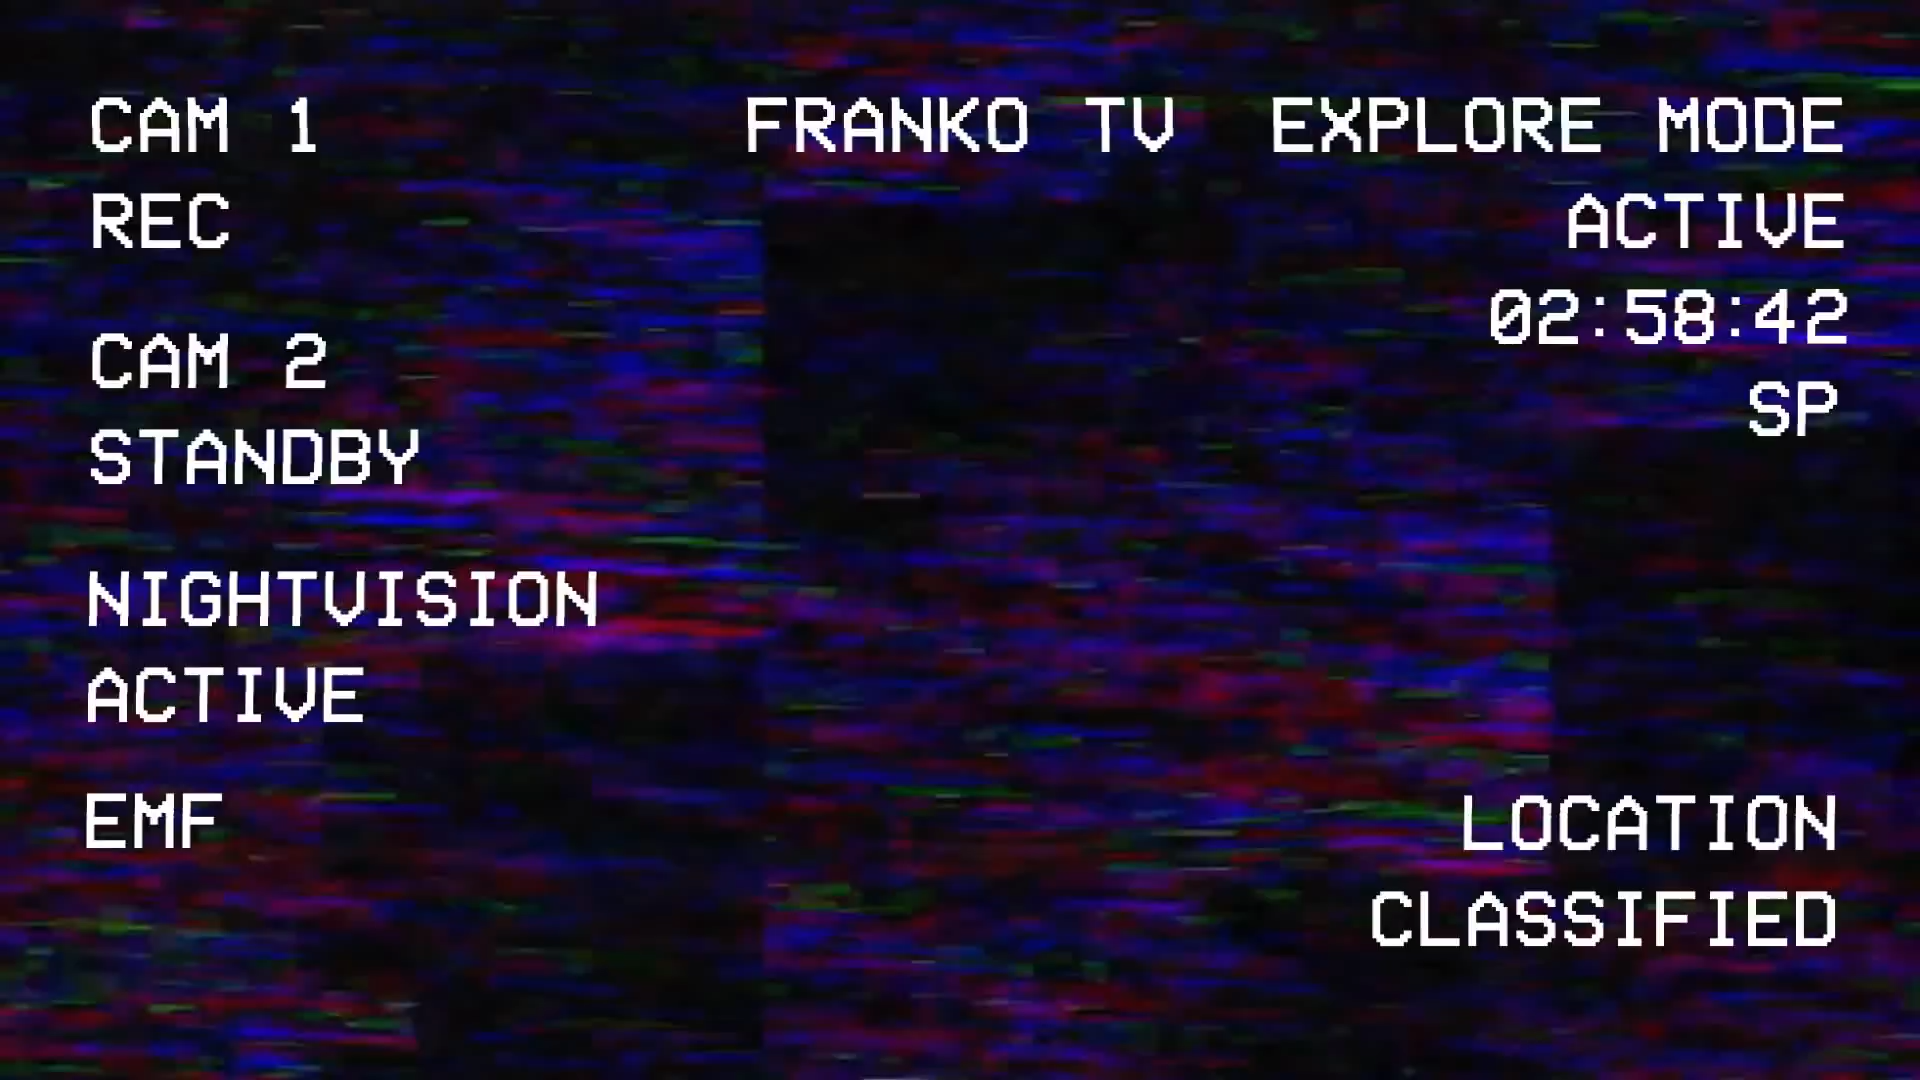 CAM 1
REC
CAM 2
STANDBY
NIGHTVISION
ACTIVE
EMF
FRANKO TV EXPLORE MODE
ACTIVE
02:58:42
SP
LOCATION
CLASSIFIED